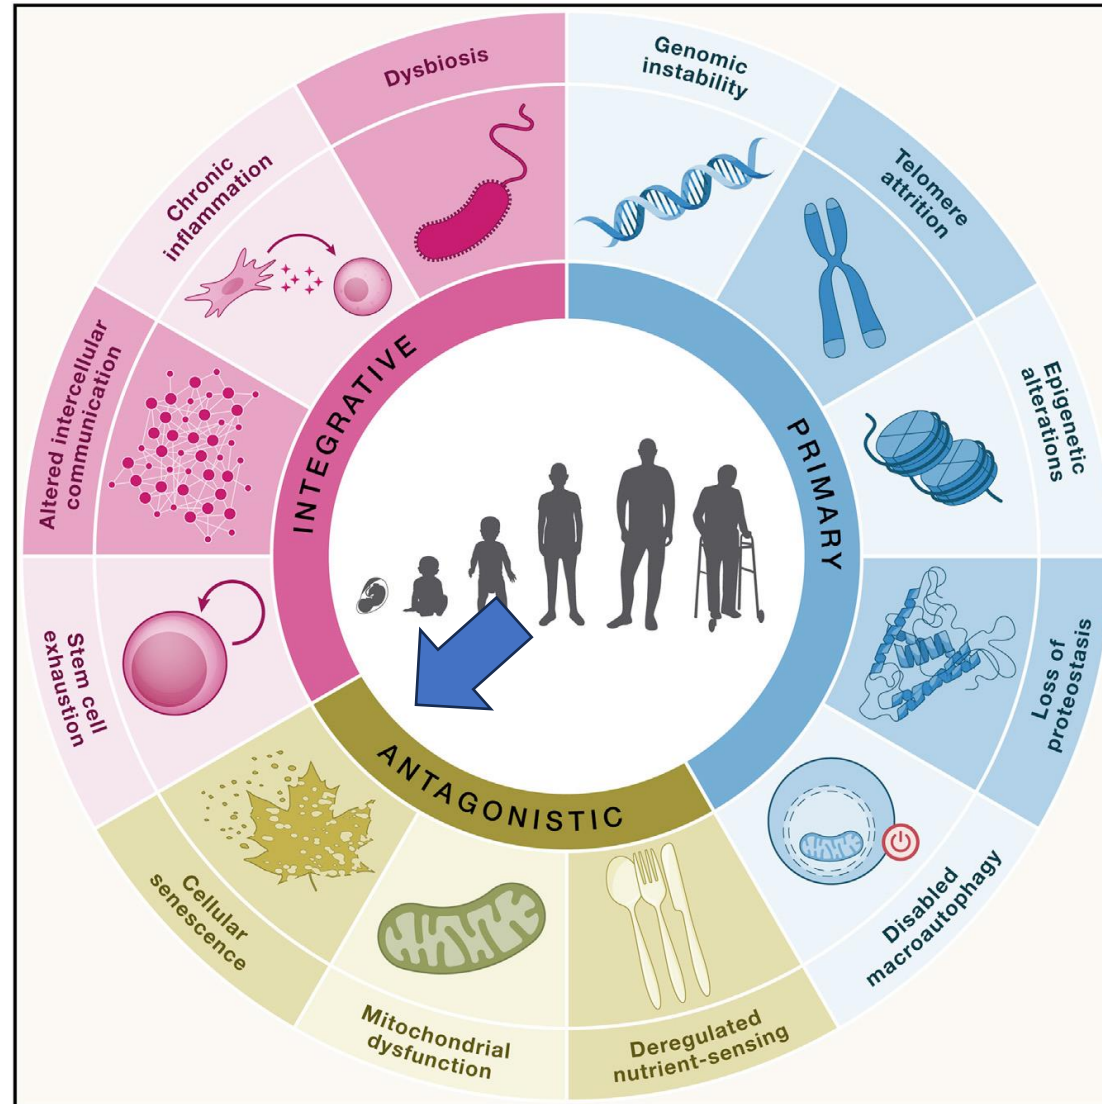 Dysbiosis
Genomic
instability
Telomere
attrition
Epigenetic
alterations
Loss of
proteostasis
Disabled
macroautophagy
Deregulated
nutrient-sensing
Mitochondrial
dysfunction
Cellular
senescence
Stem cell
exhaustion
Altered intercellular
communication
Chronic
inflammation
INTEGRATIVE
PRIMARY
ANTAGONISTIC